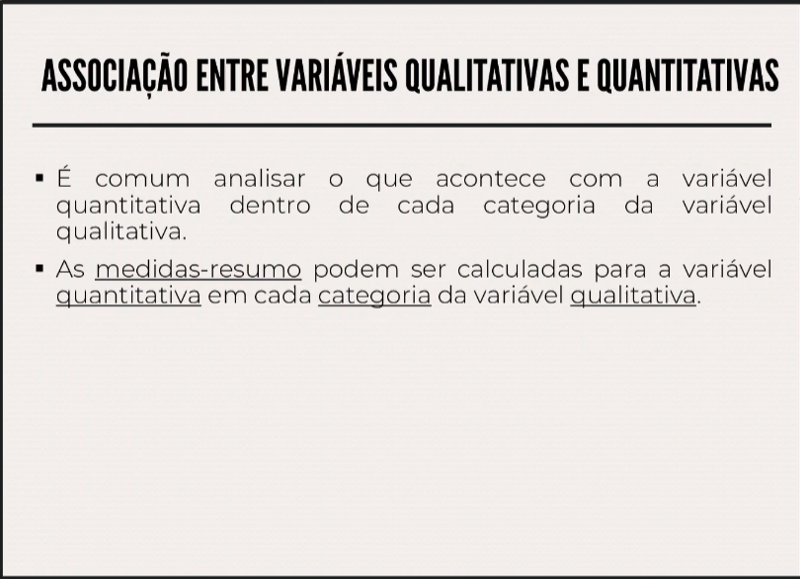 ASSOCIAÇÃO ENTRE VARIÁVEIS QUALITATIVAS E QUANTITATIVAS
▪ É comum analisar o que acontece com a variável
quantitativa dentro de cada categoria da variável
qualitativa.
▪ As medidas-resumo podem ser calculadas para a variável
quantitativa em cada categoria da variável qualitativa.